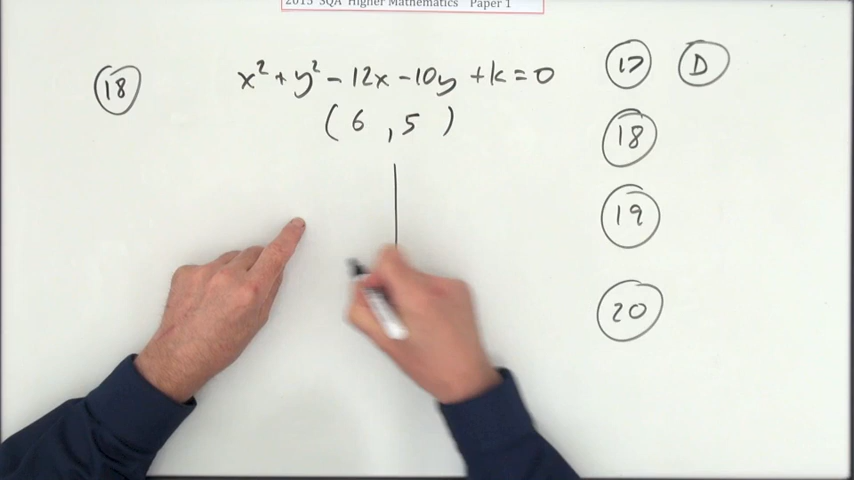 2015 SQA Higher Mathematics Paper 1
18
x² + y² - 12x - 10y + k = 0
(6, 5)
17 D
18
19
20